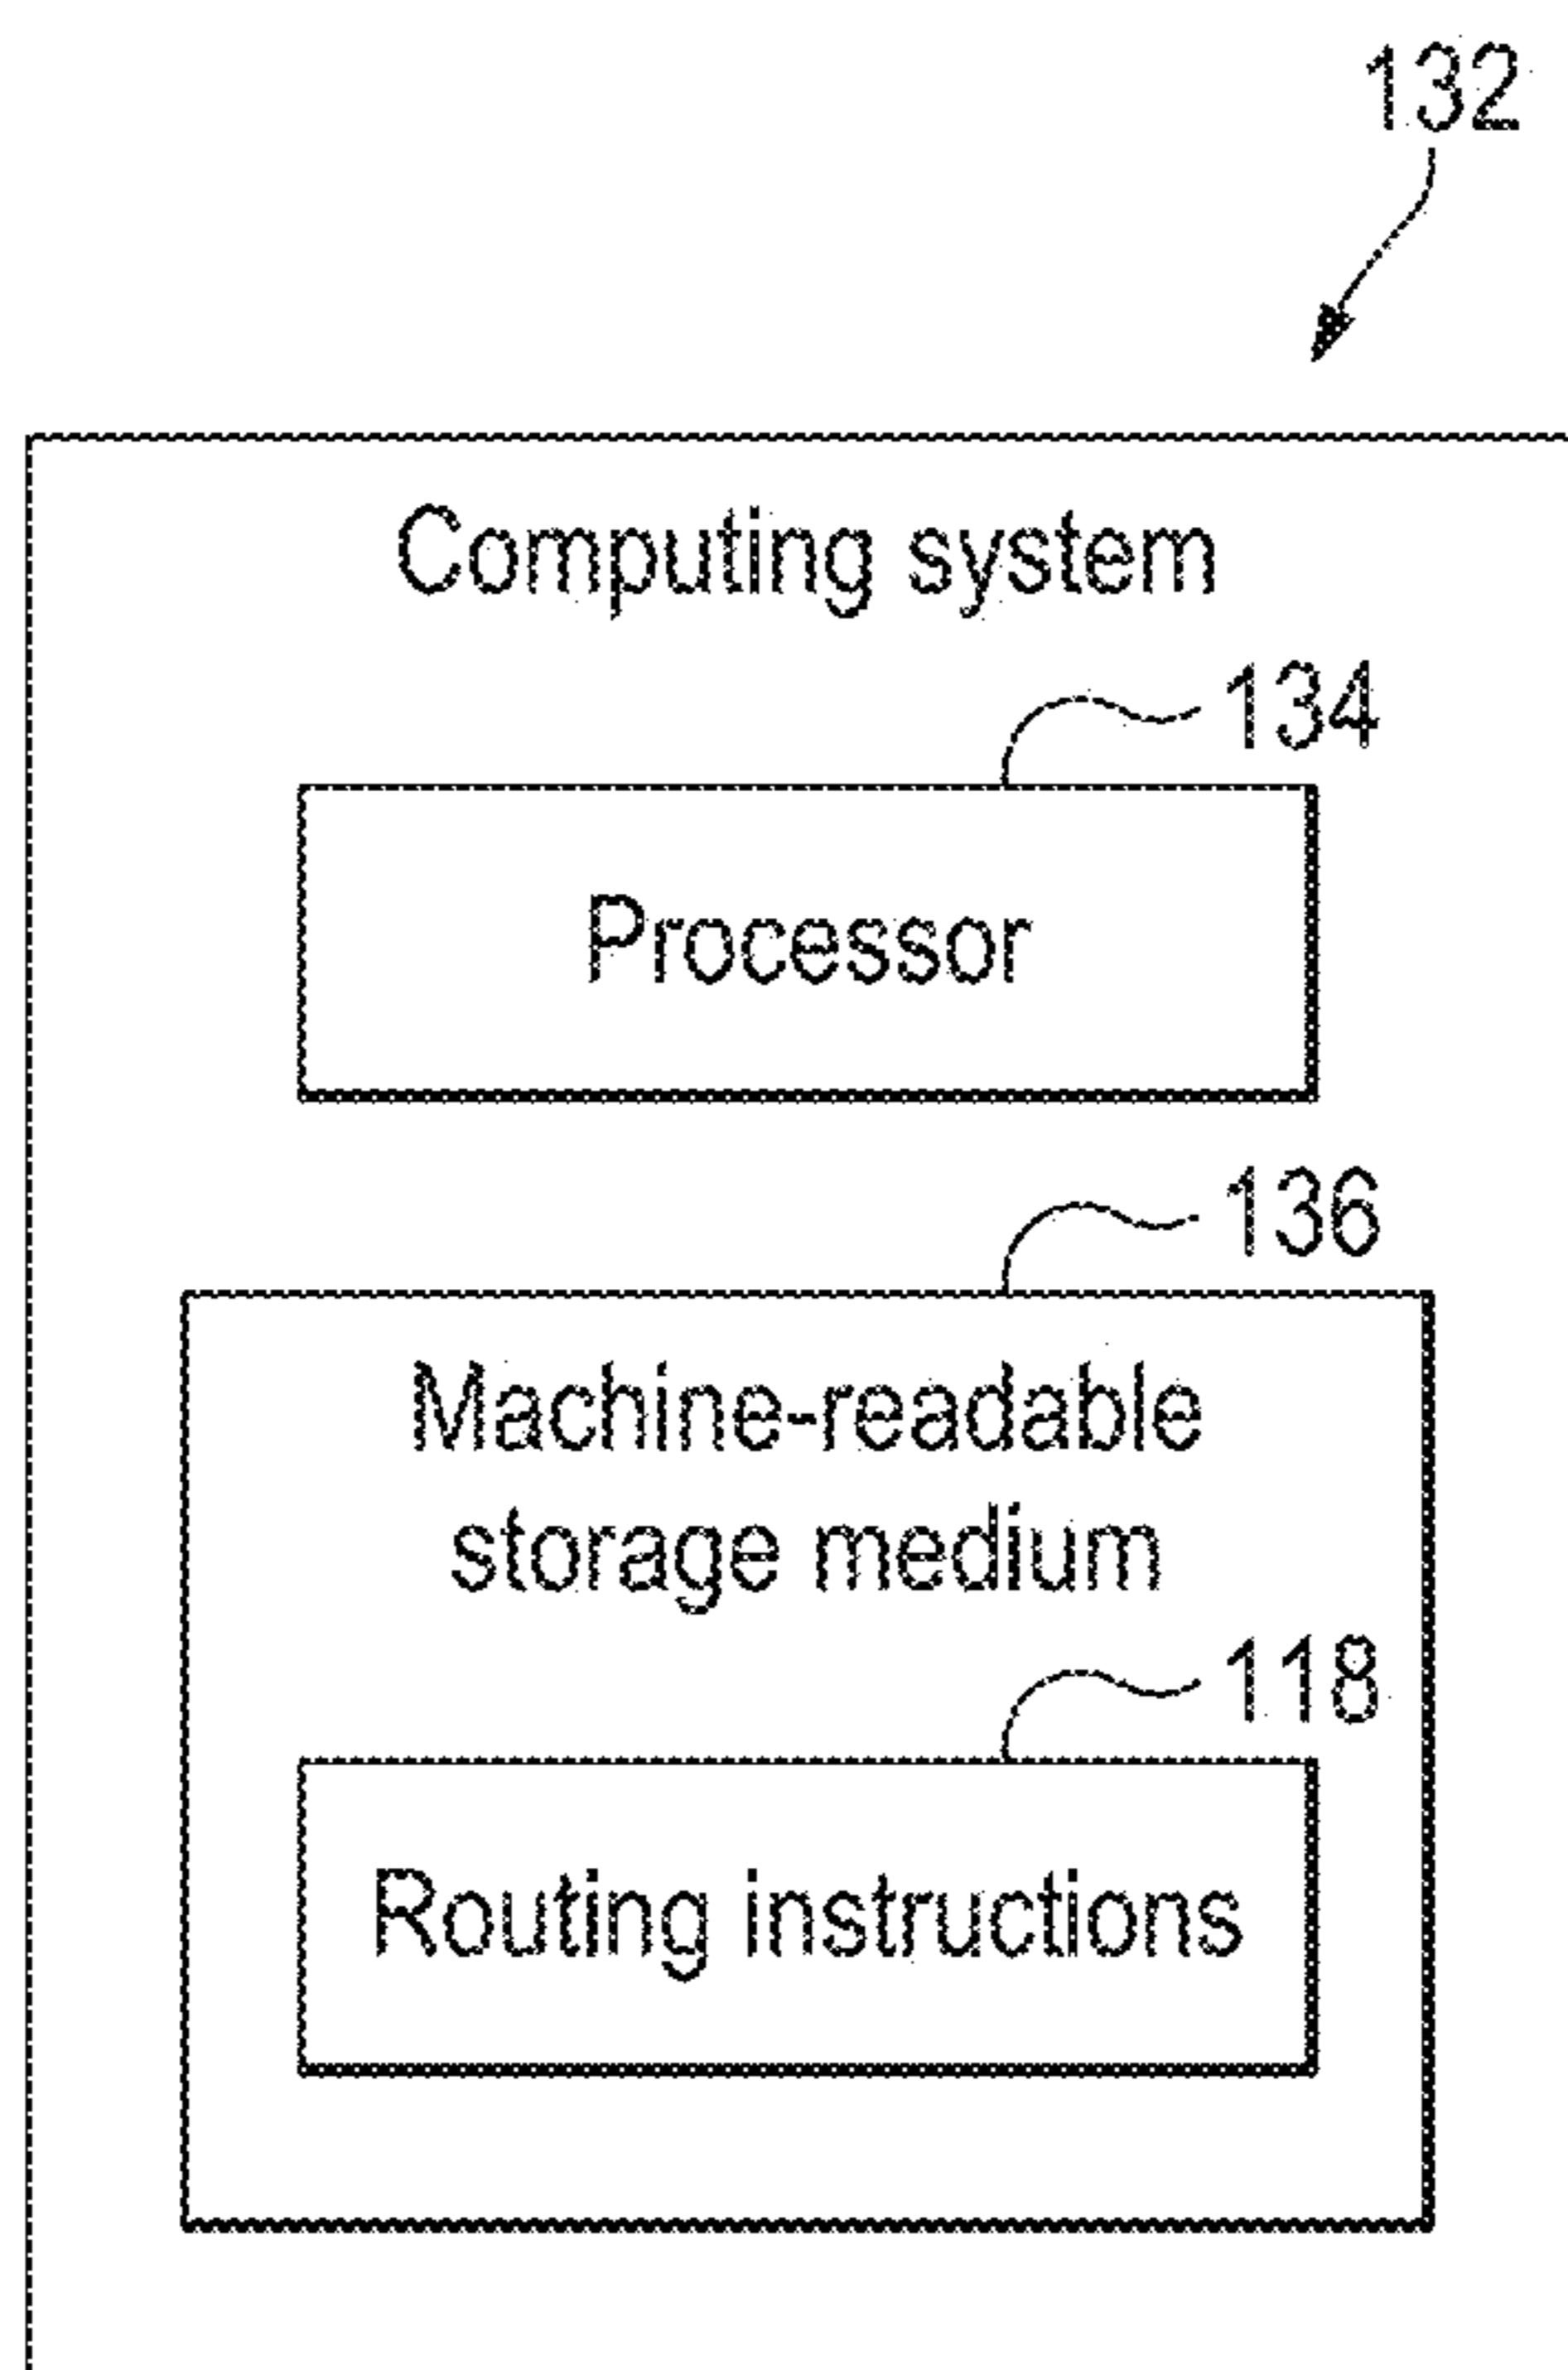 132
Computing system
134
Processor
136
Machine-readable
storage medium
118
Routing instructions